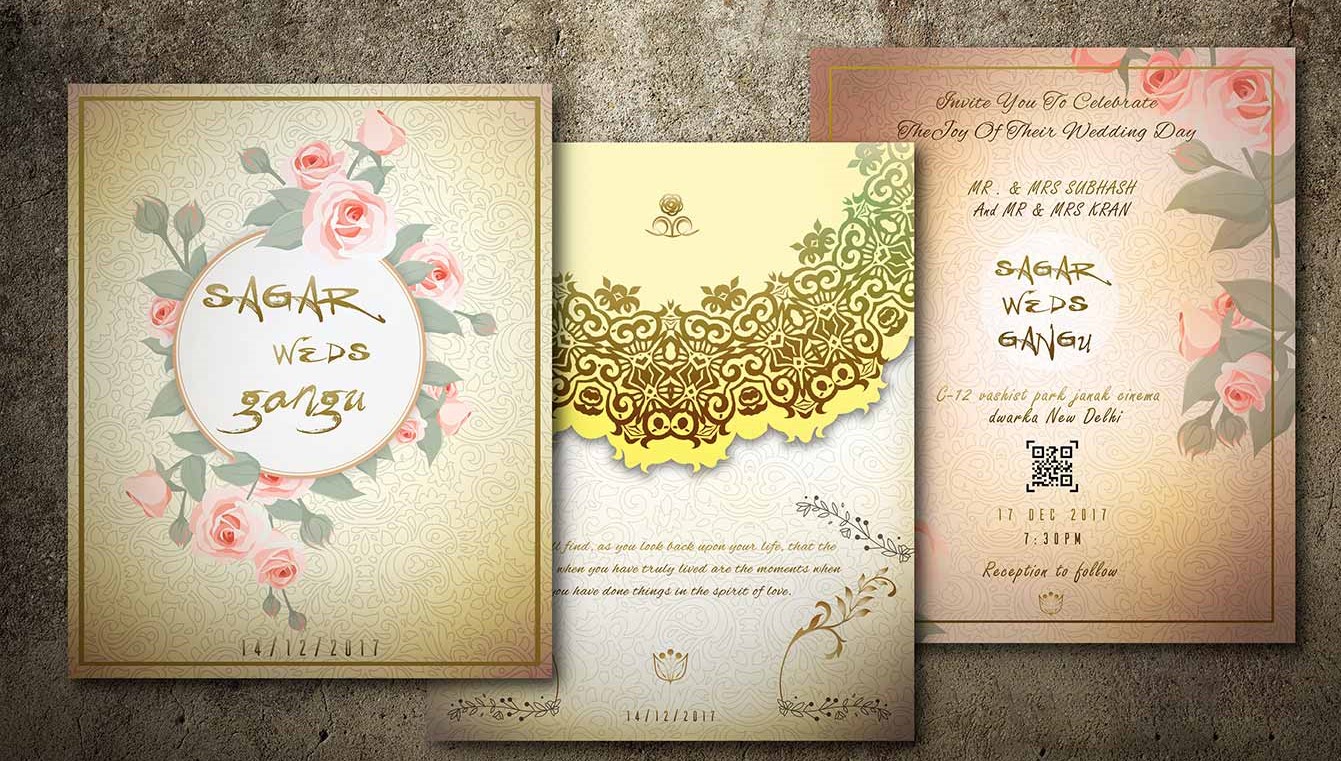 SAGAR
WEDS
gangu
14/12/2017
find, as you look back upon your life, that the
when you have truly lived are the moments when
you have done things in the spirit of love.
14/12/2017
Invite You To Celebrate
The Joy Of Their Wedding Day
MR . & MRS SUBHASH
And MR & MRS KRAN
SAGAR
WEDS
GANGU
C-12 vashist park janak cinema
dwarka New Delhi
17 DEC 2017
7:30PM
Reception to follow